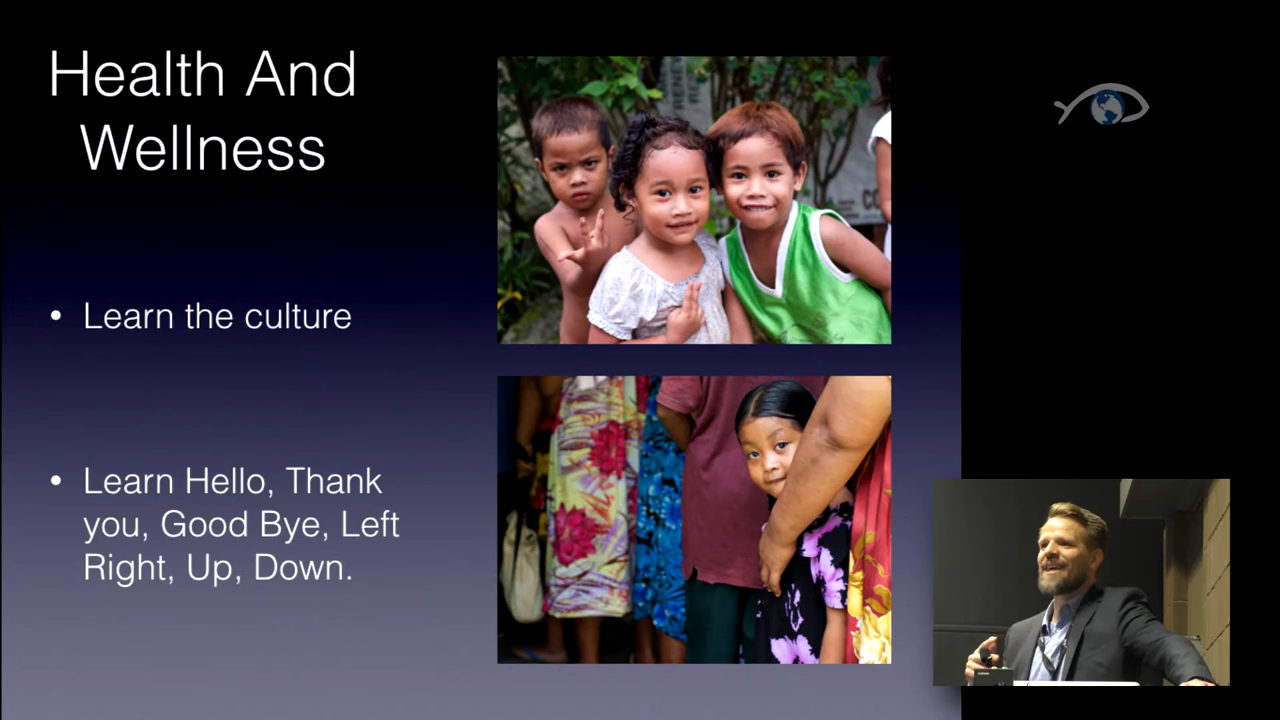 Health And
Wellness
• Learn the culture
• Learn Hello, Thank
you, Good Bye, Left
Right, Up, Down.